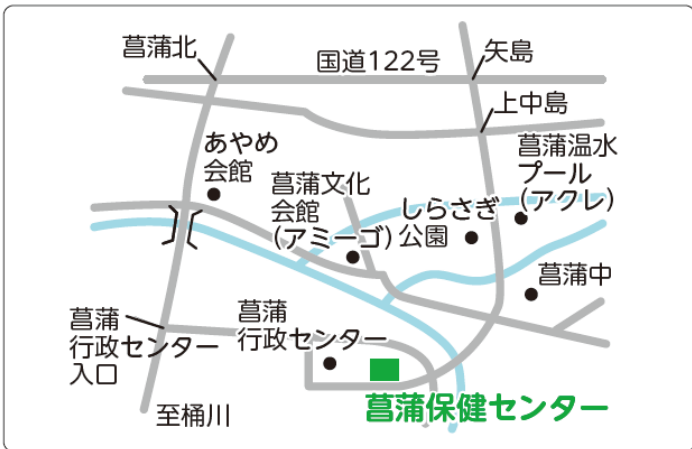 菖蒲北
国道122号
矢島
上中島
あやめ
会館
菖蒲文化
会館
(アミーゴ)
しらさぎ
公園
菖蒲温水
プール
(アクレ)
菖蒲中
菖蒲
行政センター
入口
菖蒲
行政センター
菖蒲保健センター
至桶川